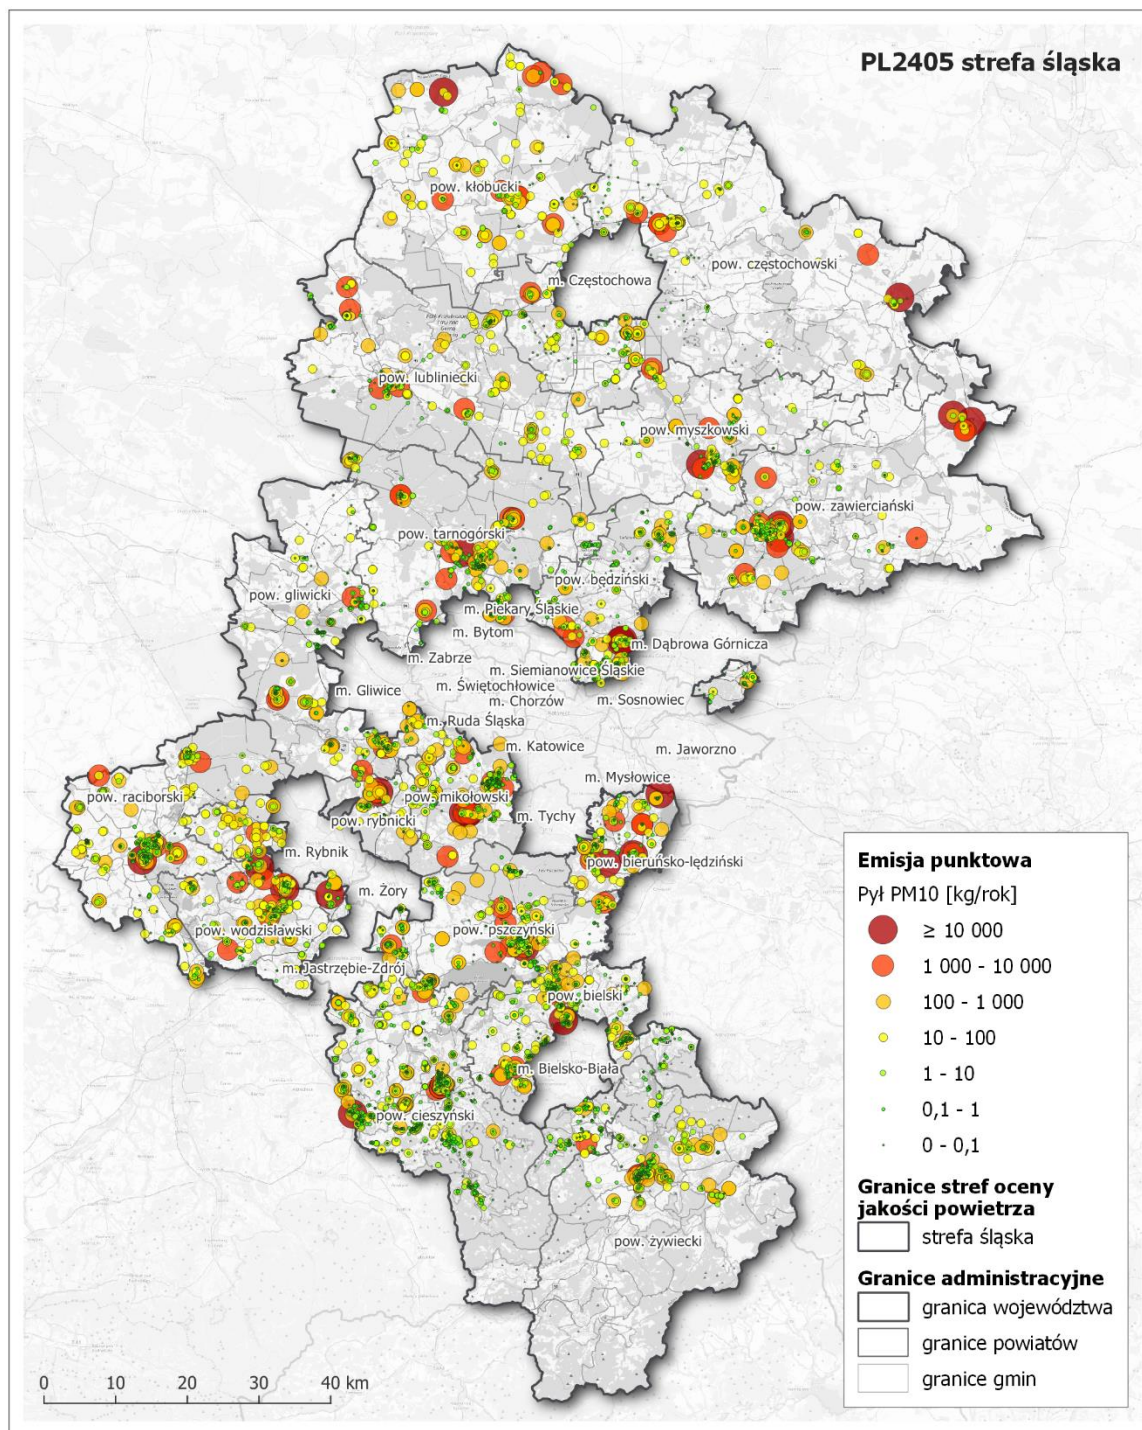 PL2405 strefa śląska
pow. kłobucki
pow. częstochowski
m. Częstochowa
pow. lubliniecki
pow. myszkowski
pow. zawierciański
pow. tarnogórski
pow. będziński
pow. gliwicki
m. Piekary Śląskie
m. Bytom
m. Dąbrowa Górnicza
m. Zabrze
m. Siemianowice Śląskie
m. Gliwice
m. Świętochłowice
m. Chorzów
m. Sosnowiec
m. Ruda Śląska
m. Katowice
m. Jaworzno
m. Mysłowice
pow. raciborski
pow. mikołowski
pow. rybnicki
m. Tychy
m. Rybnik
pow. bieruńsko-lędziński
m. Żory
pow. wodzisławski
pow. pszczyński
m. Jastrzębie-Zdrój
pow. bielski
m. Bielsko-Biała
pow. cieszyński
pow. żywiecki
Emisja punktowa
Pył PM10 [kg/rok]
≥ 10 000
1 000 - 10 000
100 - 1 000
10 - 100
1 - 10
0,1 - 1
0 - 0,1
Granice stref oceny
jakości powietrza
strefa śląska
Granice administracyjne
granica województwa
granice powiatów
granice gmin
0 10 20 30 40 km